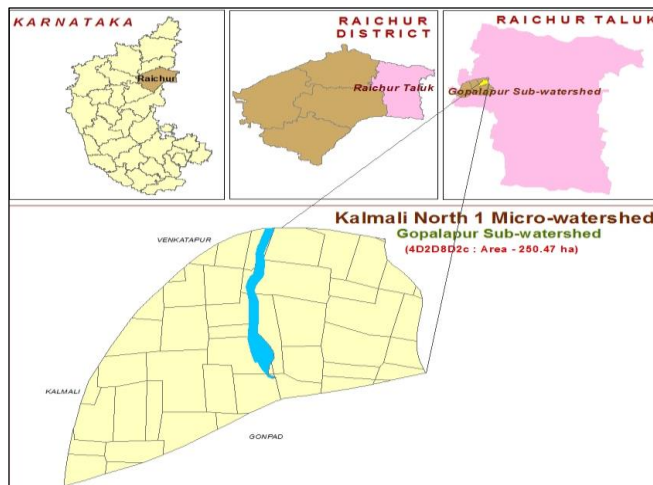 KARNATAKA
Raichur
RAICHUR
DISTRICT
Raichur Taluk
RAICHUR TALUK
Gopalapur Sub-watershed
Kalmali North 1 Micro-watershed
Gopalapur Sub-watershed
(4D2D8D2c : Area - 250.47 ha)
VENKATAPUR
KALMALI
GONPAD